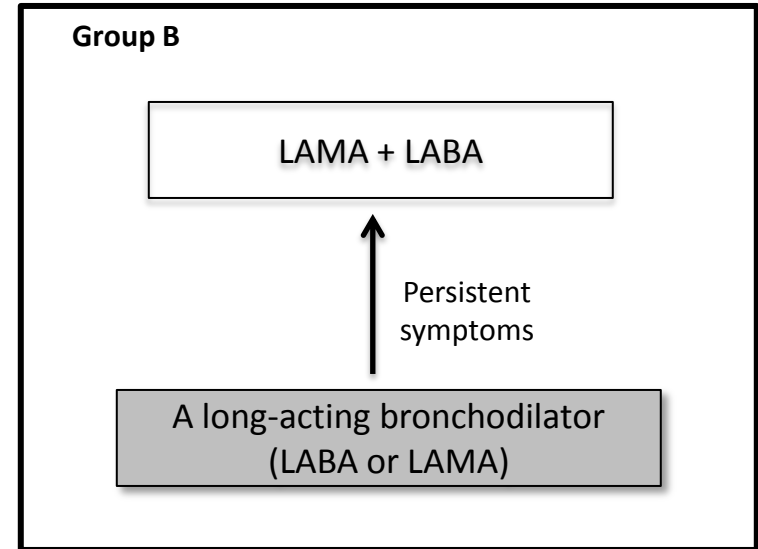 Group B
LAMA + LABA
Persistent
symptoms
A long-acting bronchodilator
(LABA or LAMA)